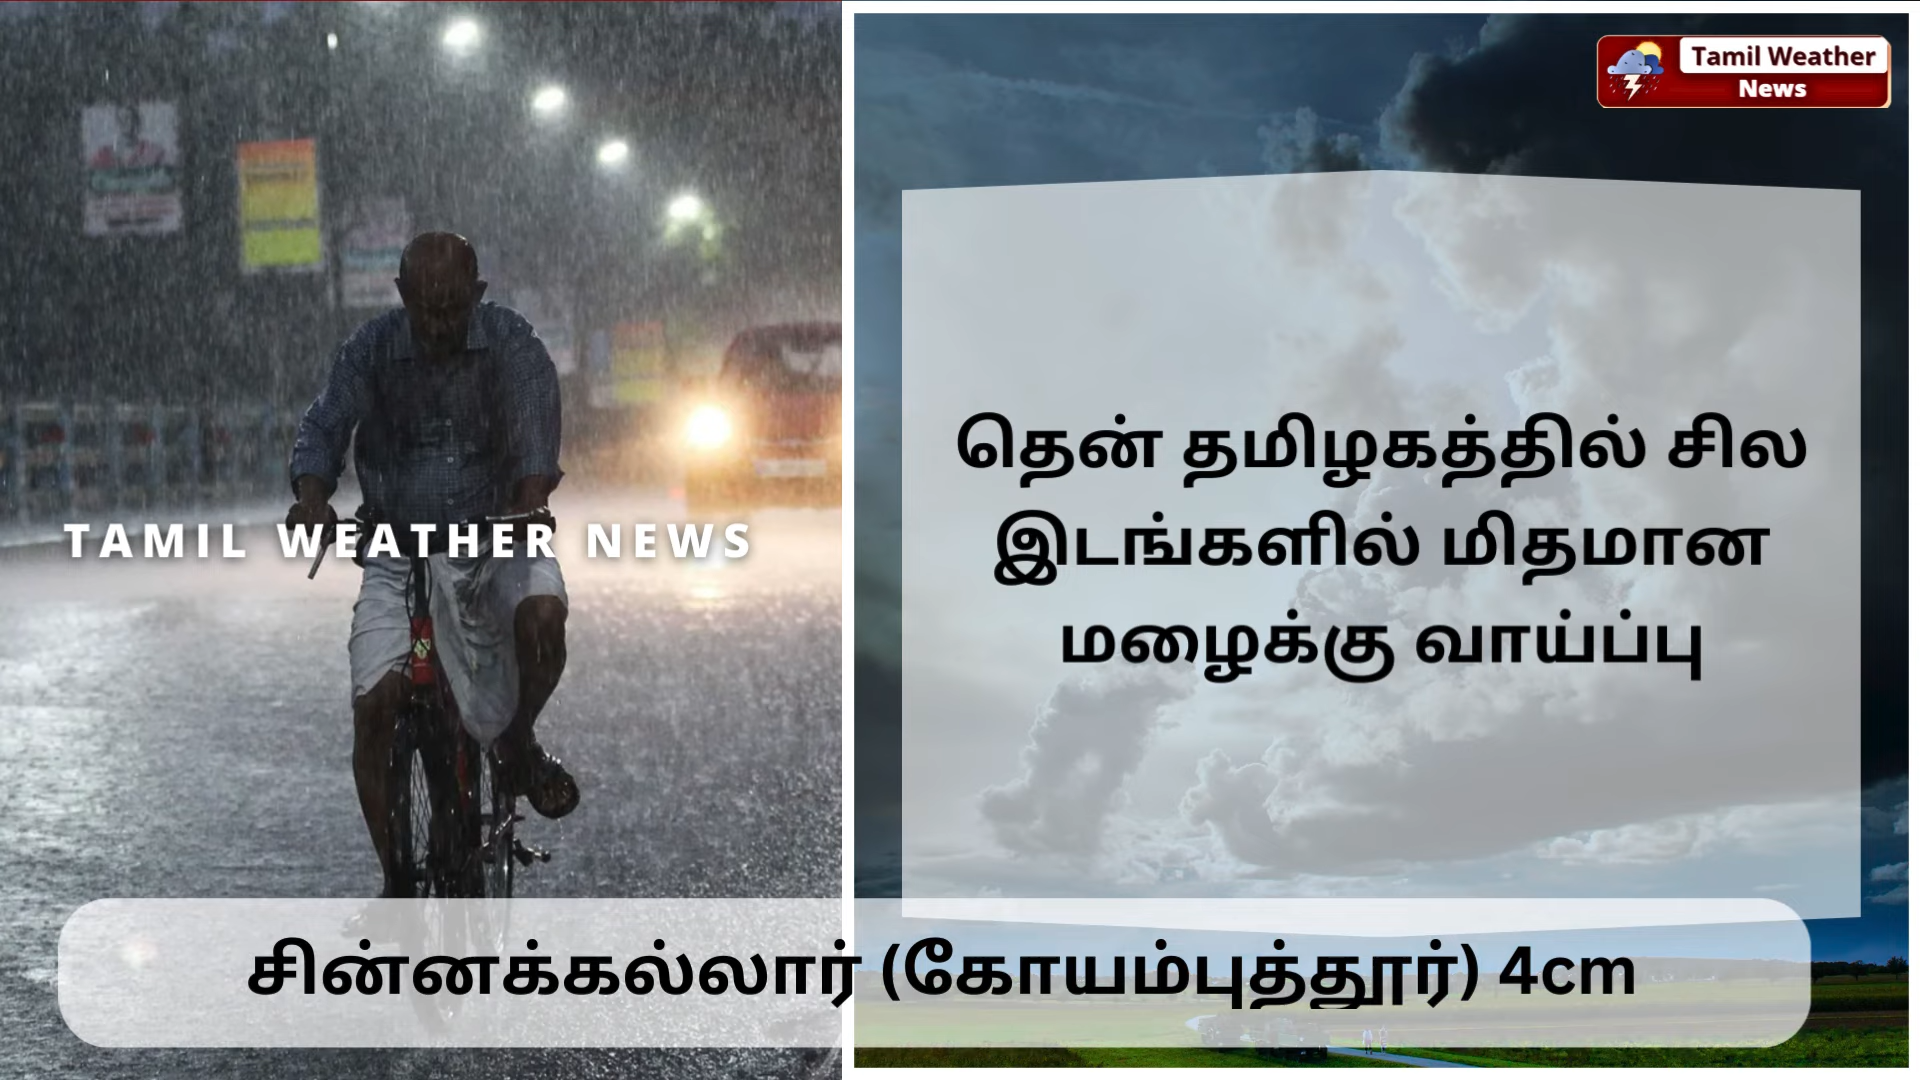 Tamil Weather
News
TAMIL WEATHER NEWS
தென் தமிழகத்தில் சில
இடங்களில் மிதமான
மழைக்கு வாய்ப்பு
சின்னக்கல்லார் (கோயம்புத்தூர்) 4cm